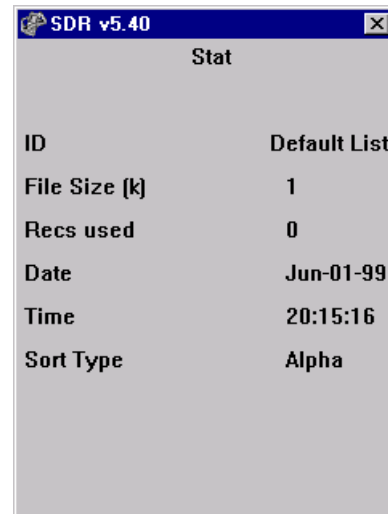 SDR v5.40
Stat
ID Default List
File Size (k) 1
Recs used 0
Date Jun-01-99
Time 20:15:16
Sort Type Alpha